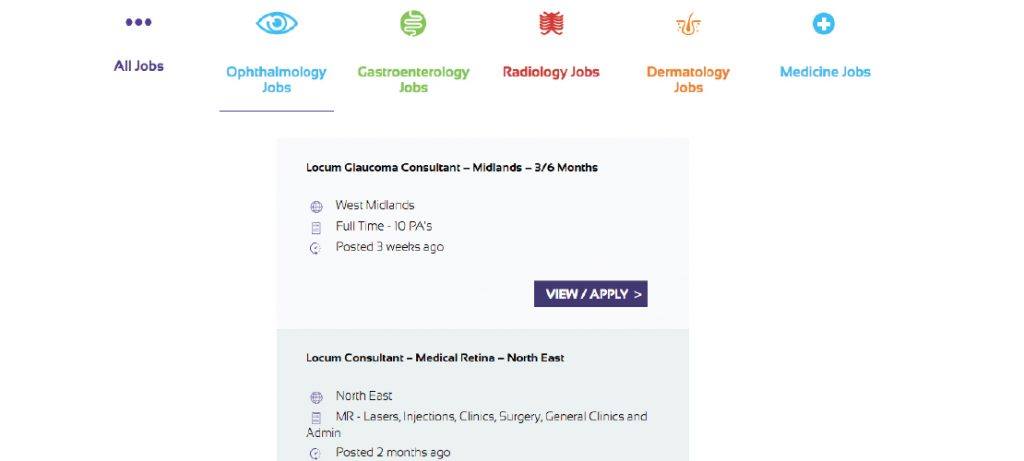 All Jobs
Ophthalmology
Jobs
Gastroenterology
Jobs
Radiology Jobs
Dermatology
Jobs
Medicine Jobs
Locum Glaucoma Consultant – Midlands – 3/6 Months
West Midlands
Full Time - 10 PA's
Posted 3 weeks ago
VIEW / APPLY >
Locum Consultant – Medical Retina – North East
North East
MR - Lasers, Injections, Clinics, Surgery, General Clinics and
Admin
Posted 2 months ago